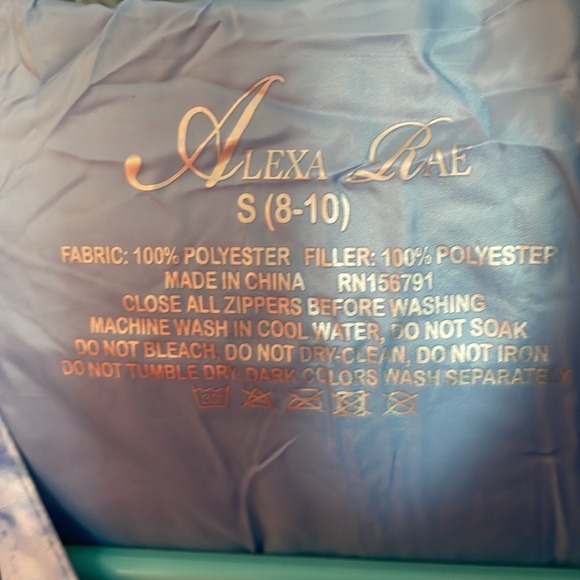 ALEXA RAE
S (8-10)
FABRIC: 100% POLYESTER FILLER: 100% POLYESTER
MADE IN CHINA RN156791
CLOSE ALL ZIPPERS BEFORE WASHING
MACHINE WASH IN COOL WATER, DO NOT SOAK
DO NOT BLEACH, DO NOT DRY-CLEAN, DO NOT IRON
DO NOT TUMBLE DRY. DARK COLORS WASH SEPARATELY
30°